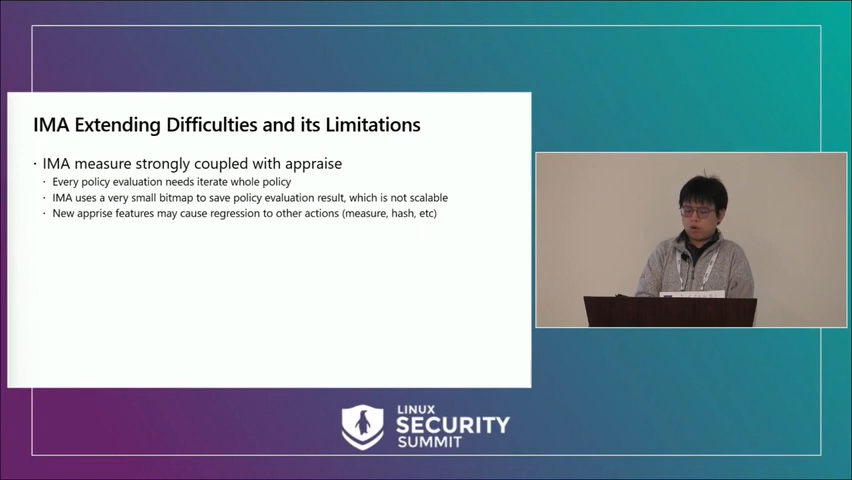 IMA Extending Difficulties and its Limitations
· IMA measure strongly coupled with appraise
· Every policy evaluation needs iterate whole policy
· IMA uses a very small bitmap to save policy evaluation result, which is not scalable
· New apprise features may cause regression to other actions (measure, hash, etc)
LINUX
SECURITY
SUMMIT